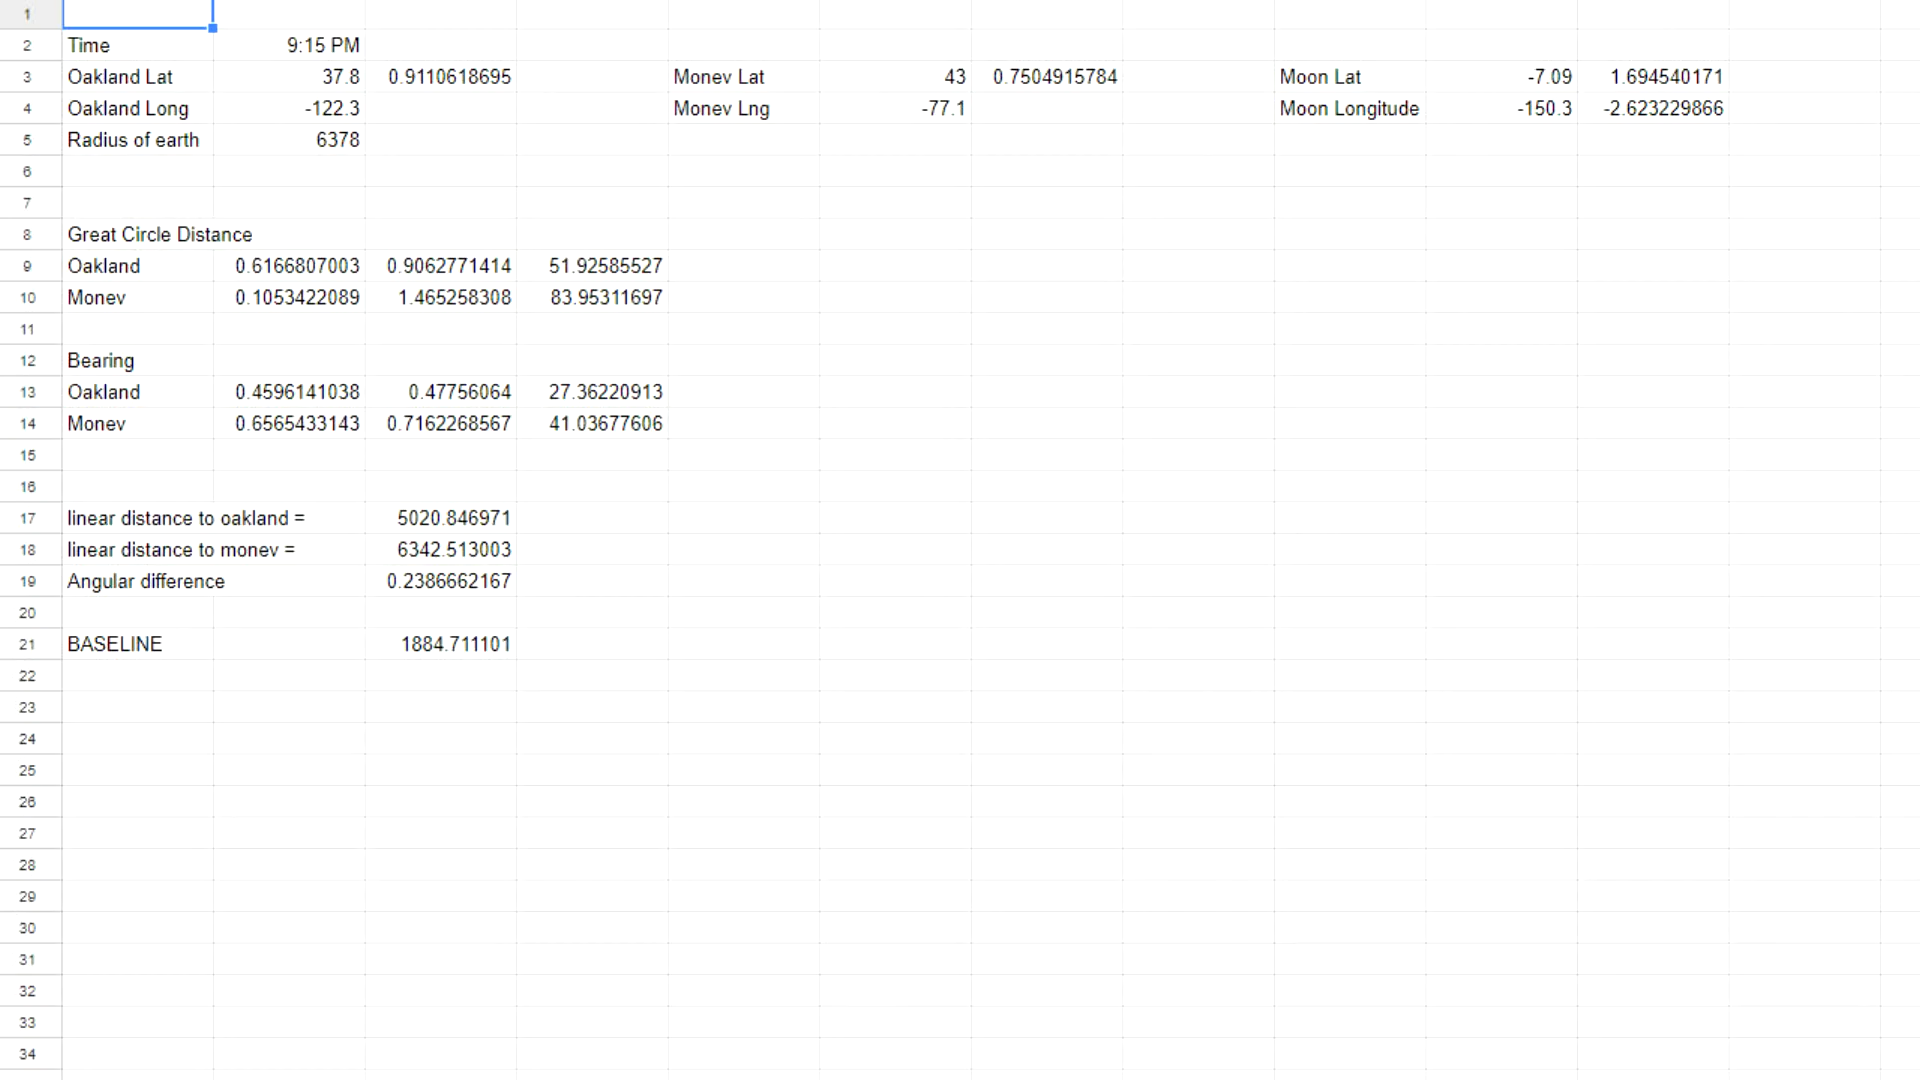 1
2 Time 9:15 PM
3 Oakland Lat 37.8 0.9110618695 Monev Lat 43 0.7504915784 Moon Lat -7.09 1.694540171
4 Oakland Long -122.3 Monev Lng -77.1 Moon Longitude -150.3 -2.623229866
5 Radius of earth 6378
6
7
8 Great Circle Distance
9 Oakland 0.6166807003 0.9062771414 51.92585527
10 Monev 0.1053422089 1.465258308 83.95311697
11
12 Bearing
13 Oakland 0.4596141038 0.47756064 27.36220913
14 Monev 0.6565433143 0.7162268567 41.03677606
15
16
17 linear distance to oakland = 5020.846971
18 linear distance to monev = 6342.513003
19 Angular difference 0.2386662167
20
21 BASELINE 1884.711101
22
23
24
25
26
27
28
29
30
31
32
33
34